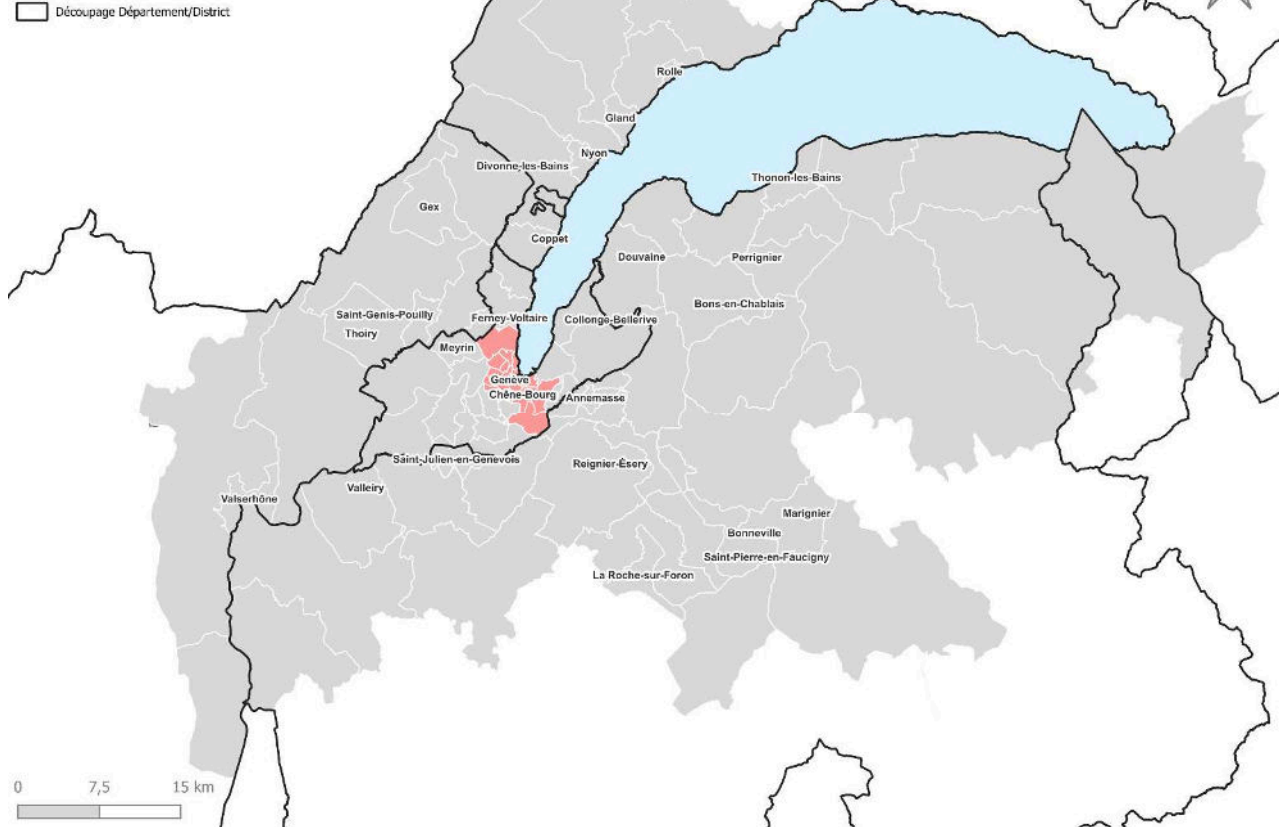 Découpage Département/District
Rolle
Gland
Nyon
Divonne-les-Bains
Thonon-les-Bains
Gex
Coppet
Douvaine
Perrignier
Bons-en-Chablais
Saint-Genis-Pouilly
Ferney-Voltaire
Collonge-Bellerive
Thoiry
Meyrin
Genève
Chêne-Bourg
Annemasse
Saint-Julien-en-Genevois
Reignier-Ésery
Valleiry
Valserhône
Marignier
Bonneville
Saint-Pierre-en-Faucigny
La Roche-sur-Foron
0 7,5 15 km